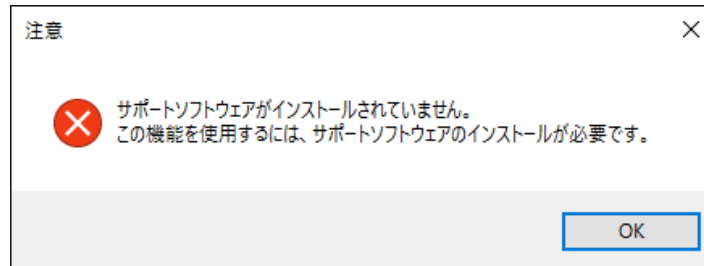 注意
サポートソフトウェアがインストールされていません。
この機能を使用するには、サポートソフトウェアのインストールが必要です。
OK